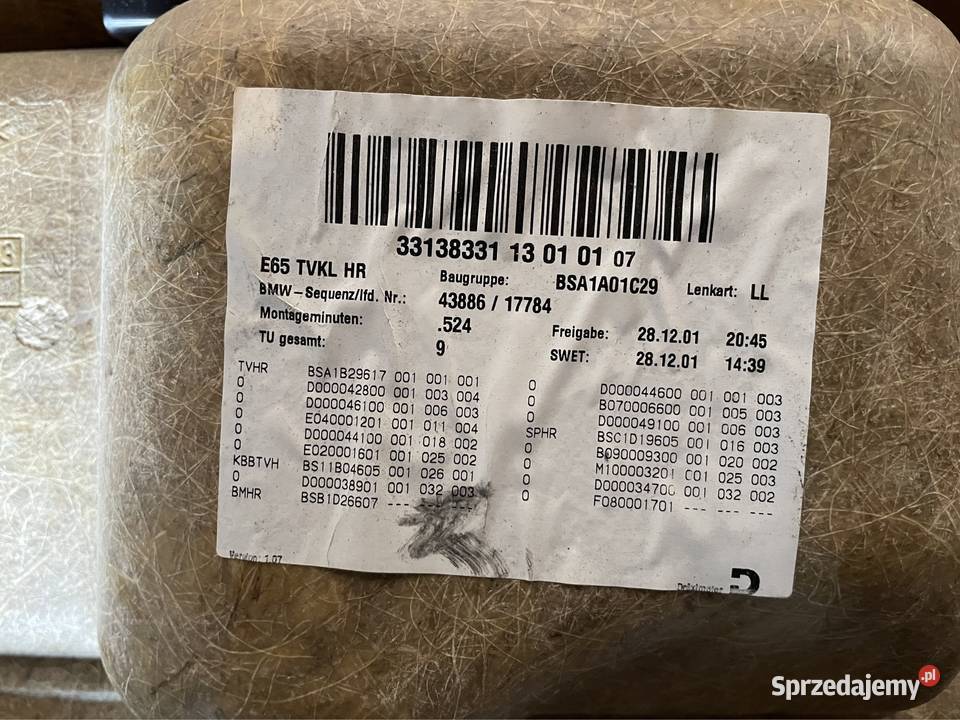 33138331 13 01 01 07
E65 TVKL HR Baugruppe: BSA1A01C29 Lenkart: LL
BMW-Sequenz/lfd. Nr.: 43886 / 17784
Montageminuten: .524 Freigabe: 28.12.01 20:45
TU gesamt: 9 SWET: 28.12.01 14:39
TVHR BSA1B29617 001 001 001 0 D000044600 001 001 003
0 D000042800 001 003 004 0 B070006600 001 005 003
0 D000046100 001 006 003 0 D000049100 001 006 003
0 E040001201 001 011 004 SPHR BSC1D19605 001 016 003
0 D000044100 001 018 002 0 B090009300 001 020 002
0 E020001601 001 025 002 0 M100003201 001 025 003
KBBTVH BS11B04605 001 026 001 0 D000034700 001 032 002
0 D000038901 001 032 003 0 F080001701 --- --- ---
BMHR BSB1D26607 --- --- ---
Version: 1.07
Dräxlmaier
Sprzedajemy.pl